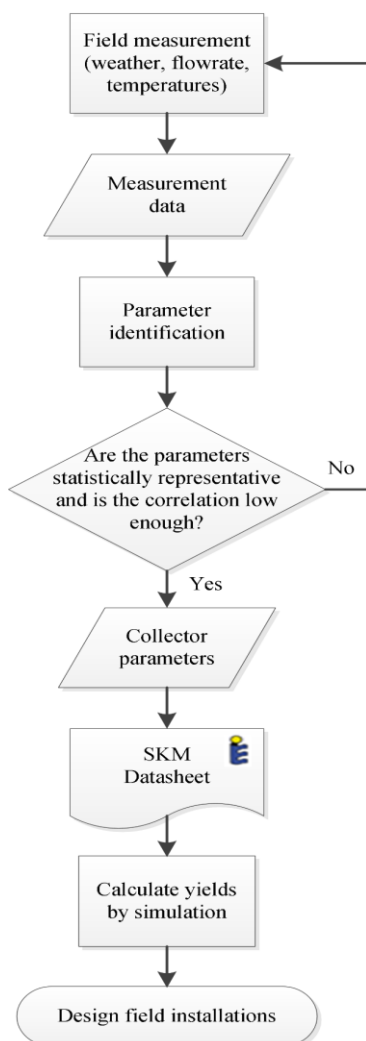 Field measurement
(weather, flowrate,
temperatures)
Measurement
data
Parameter
identification
Are the parameters
statistically representative
and is the correlation low
enough?
No
Yes
Collector
parameters
SKM
Datasheet
Calculate yields
by simulation
Design field installations